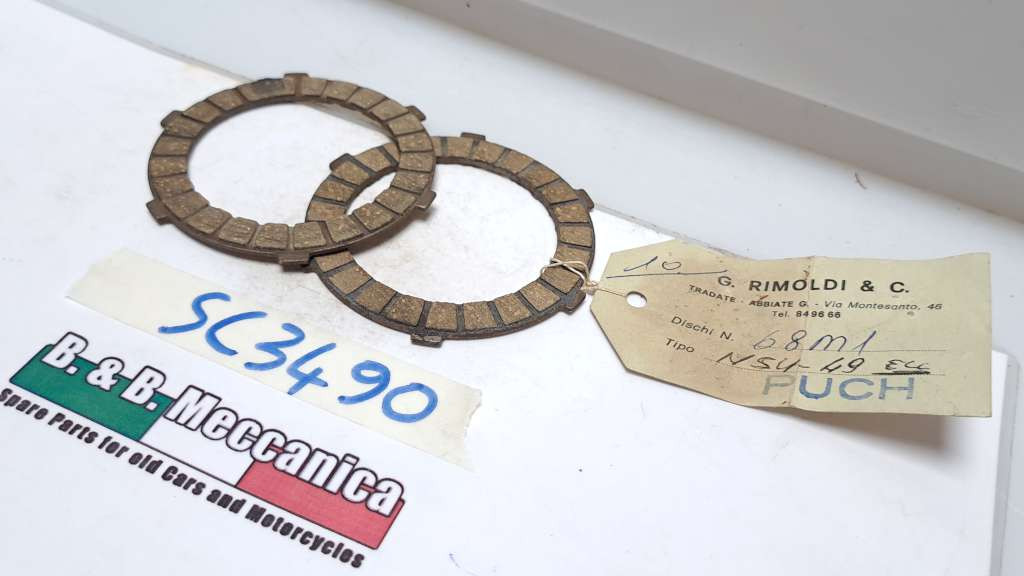 SC3490
B. & B. Meccanica
Spare Parts for old Cars and Motorcycles
10
G. RIMOLDI & C.
TRADATE - ABBIATE G. - Via Montesanto, 46
Tel. 849666
Dischi N. 68M1
Tipo NSU-49 Ecc
PUCH